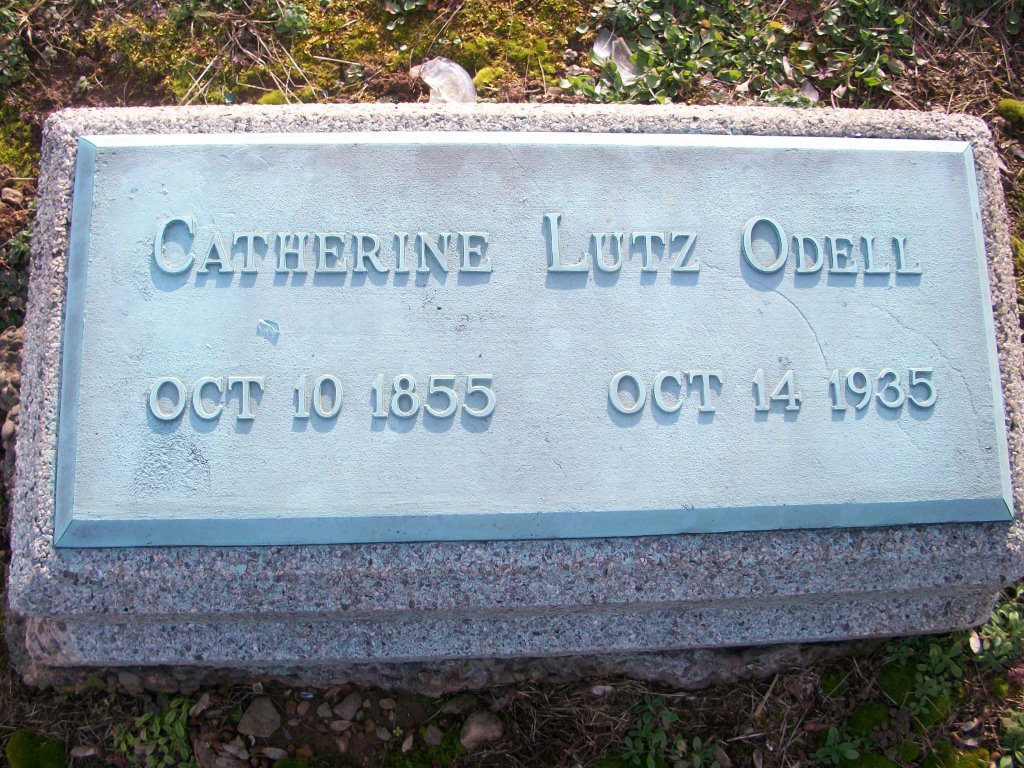 CATHERINE LUTZ ODELL
OCT 10 1855 OCT 14 1935